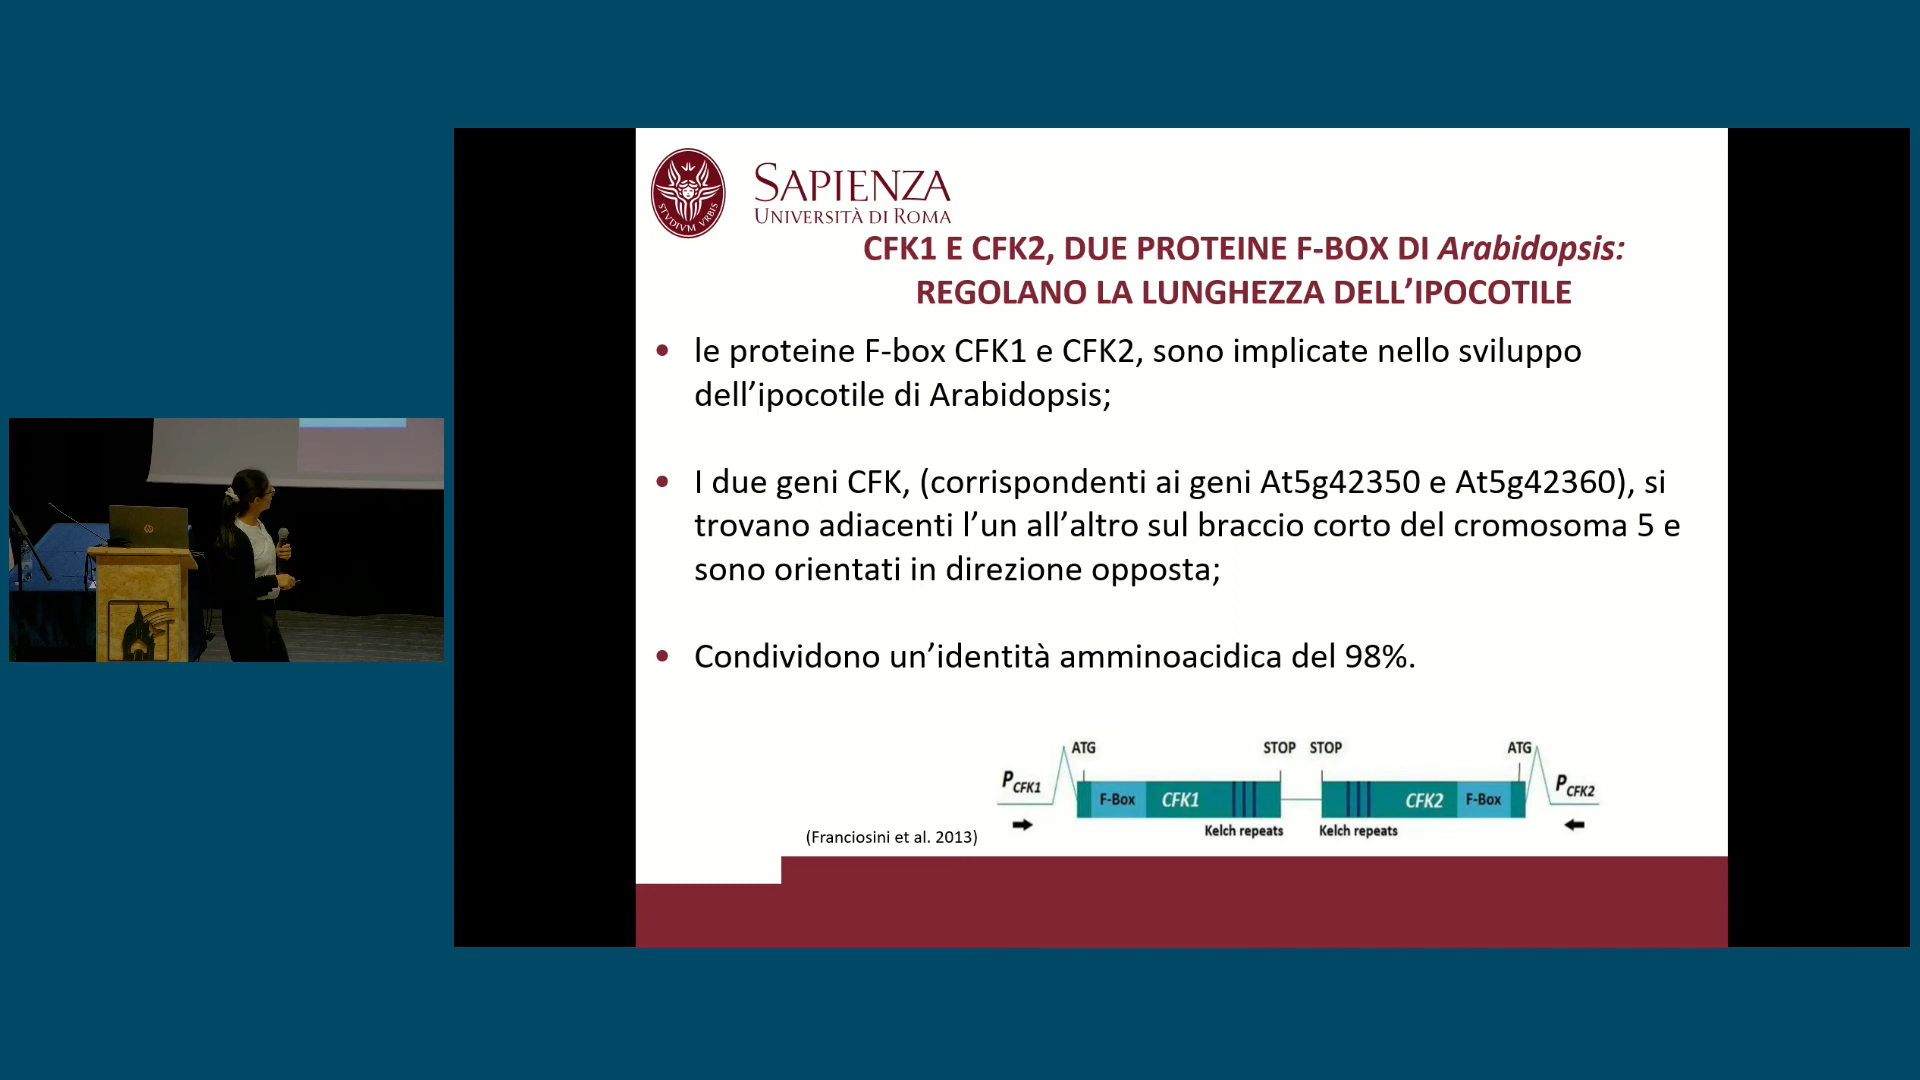 SAPIENZA
UNIVERSITÀ DI ROMA
STVDIVM VRBIS
CFK1 E CFK2, DUE PROTEINE F-BOX DI Arabidopsis:
REGOLANO LA LUNGHEZZA DELL’IPOCOTILE
• le proteine F-box CFK1 e CFK2, sono implicate nello sviluppo
dell’ipocotile di Arabidopsis;
• I due geni CFK, (corrispondenti ai geni At5g42350 e At5g42360), si
trovano adiacenti l’un all’altro sul braccio corto del cromosoma 5 e
sono orientati in direzione opposta;
• Condividono un’identità amminoacidica del 98%.
ATG STOP STOP ATG
PCFK1 F-Box CFK1 CFK2 F-Box PCFK2
Kelch repeats Kelch repeats
(Franciosini et al. 2013)